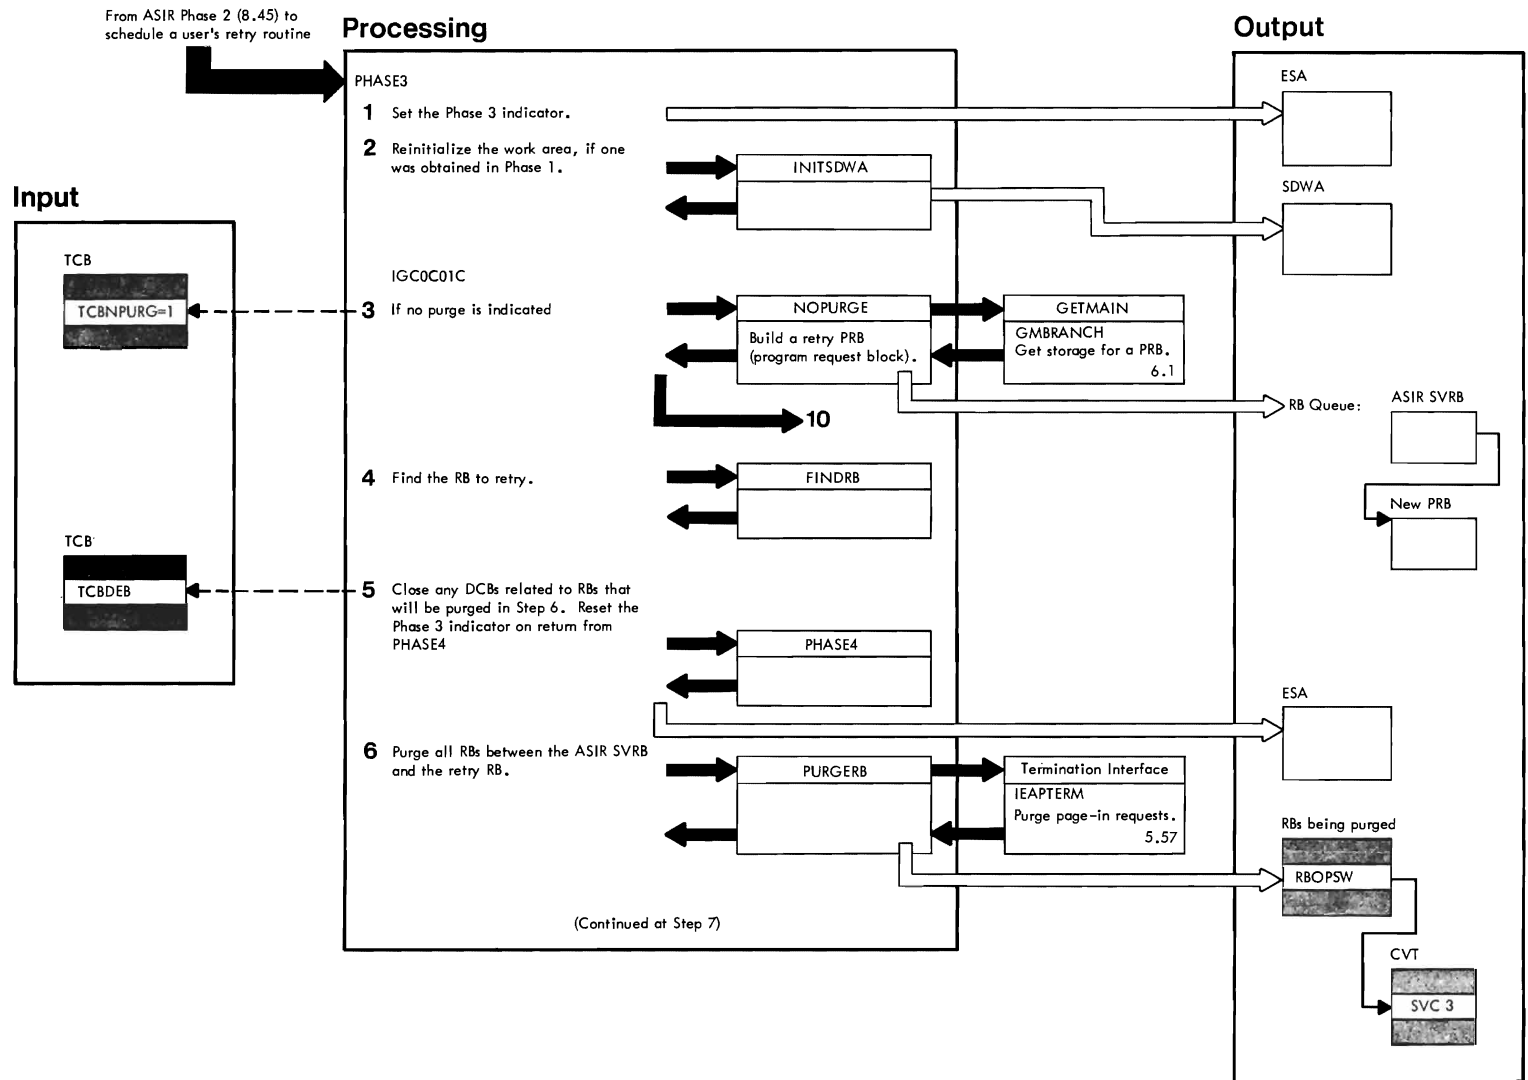 From ASIR Phase 2 (8.45) to
schedule a user's retry routine
Processing
Output
Input
PHASE3
1 Set the Phase 3 indicator.
ESA
2 Reinitialize the work area, if one
was obtained in Phase 1.
INITSDWA
SDWA
TCB
TCBNPURG=1
IGC0C01C
3 If no purge is indicated
NOPURGE
Build a retry PRB
(program request block).
GETMAIN
GMBRANCH
Get storage for a PRB.
6.1
10
RB Queue:
ASIR SVRB
New PRB
4 Find the RB to retry.
FINDRB
TCB
TCBDEB
5 Close any DCBs related to RBs that
will be purged in Step 6. Reset the
Phase 3 indicator on return from
PHASE4
PHASE4
ESA
6 Purge all RBs between the ASIR SVRB
and the retry RB.
PURGERB
Termination Interface
IEAPTERM
Purge page-in requests.
5.57
RBs being purged
RBOPSW
CVT
SVC 3
(Continued at Step 7)